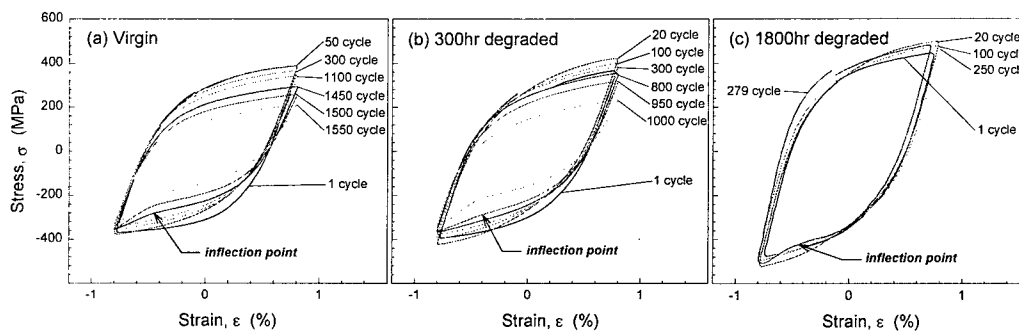 (a) Virgin
(b) 300hr degraded
(c) 1800hr degraded
Stress, σ (MPa)
600
400
200
0
-200
-400
50 cycle
300 cycle
1100 cycle
1450 cycle
1500 cycle
1550 cycle
1 cycle
inflection point
20 cycle
100 cycle
300 cycle
800 cycle
950 cycle
1000 cycle
1 cycle
inflection point
20 cycle
100 cycle
250 cycle
279 cycle
1 cycle
inflection point
-1 0 1
-1 0 1
-1 0 1
Strain, ε (%)
Strain, ε (%)
Strain, ε (%)